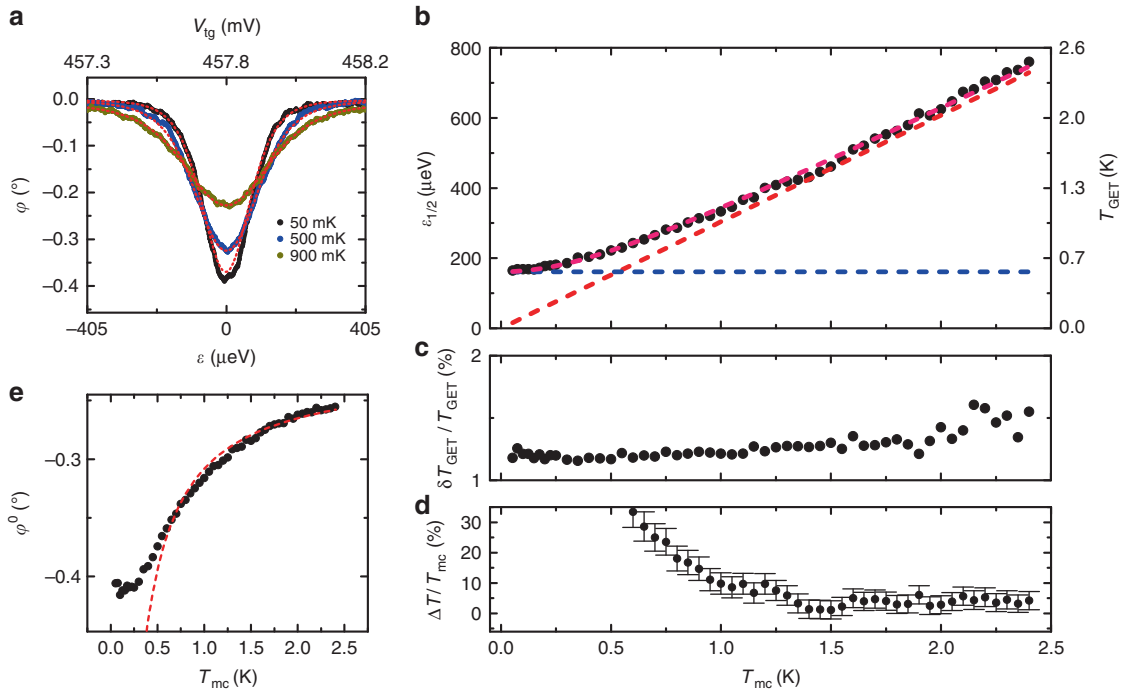 a
V_tg (mV)
457.3 457.8 458.2
0.0
−0.1
−0.2
−0.3
−0.4
φ (°)
50 mK
500 mK
900 mK
−405 0 405
ε (μeV)
b
800
600
400
200
0
ε_1/2 (μeV)
2.6
2.0
1.3
0.7
0.0
T_GET (K)
c
2
1
δT_GET / T_GET (%)
d
30
20
10
0
ΔT/T_mc (%)
0.0 0.5 1.0 1.5 2.0 2.5
T_mc (K)
e
−0.3
−0.4
φ⁰ (°)
0.0 0.5 1.0 1.5 2.0 2.5
T_mc (K)